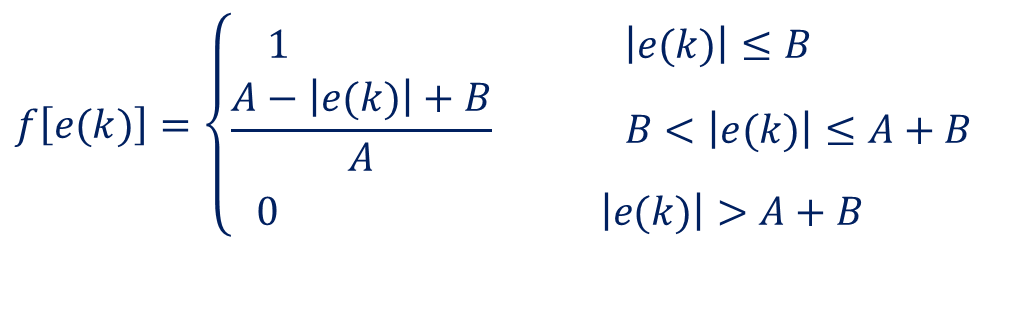 f[e(k)] = { 1    |e(k)| ≤ B
(A − |e(k)| + B) / A    B < |e(k)| ≤ A + B
0    |e(k)| > A + B